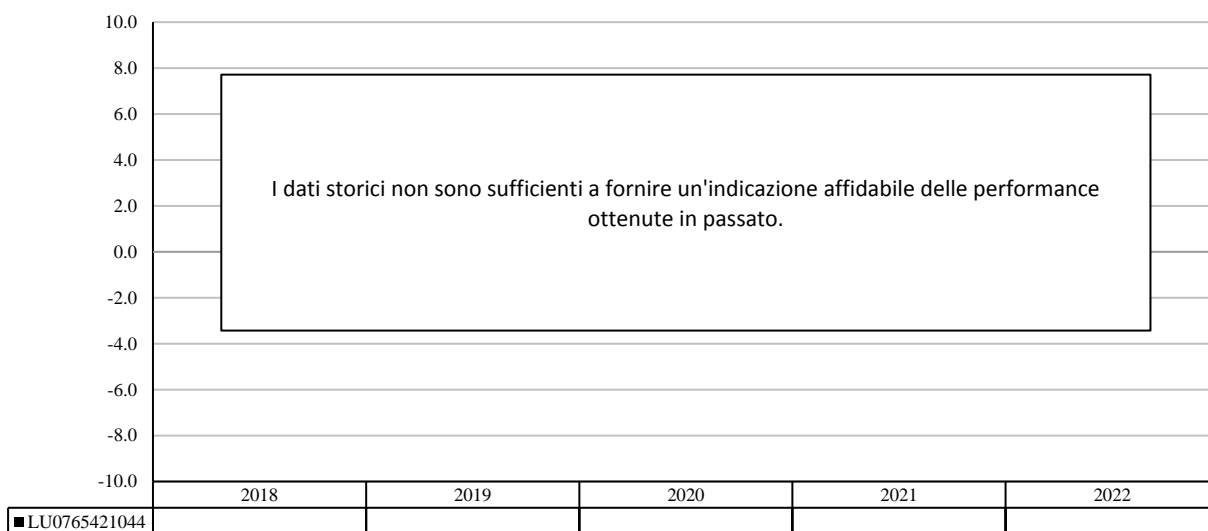 10.0
8.0
6.0
4.0
2.0
0.0
-2.0
-4.0
-6.0
-8.0
-10.0
I dati storici non sono sufficienti a fornire un'indicazione affidabile delle performance
ottenute in passato.
2018 2019 2020 2021 2022
LU0765421044